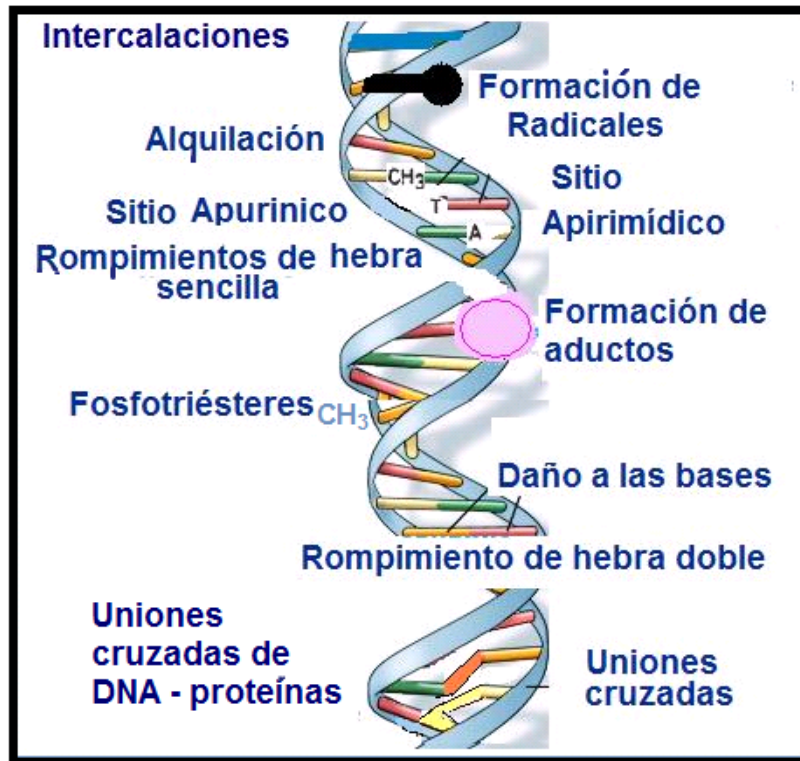 Intercalaciones
Formación de
Radicales
Alquilación
CH₃
Sitio
Apirimídico
T
Sitio Apurinico
A
Rompimientos de hebra
sencilla
Formación de
aductos
Fosfotriésteres
CH₃
Daño a las bases
Rompimiento de hebra doble
Uniones
cruzadas de
DNA - proteínas
Uniones
cruzadas